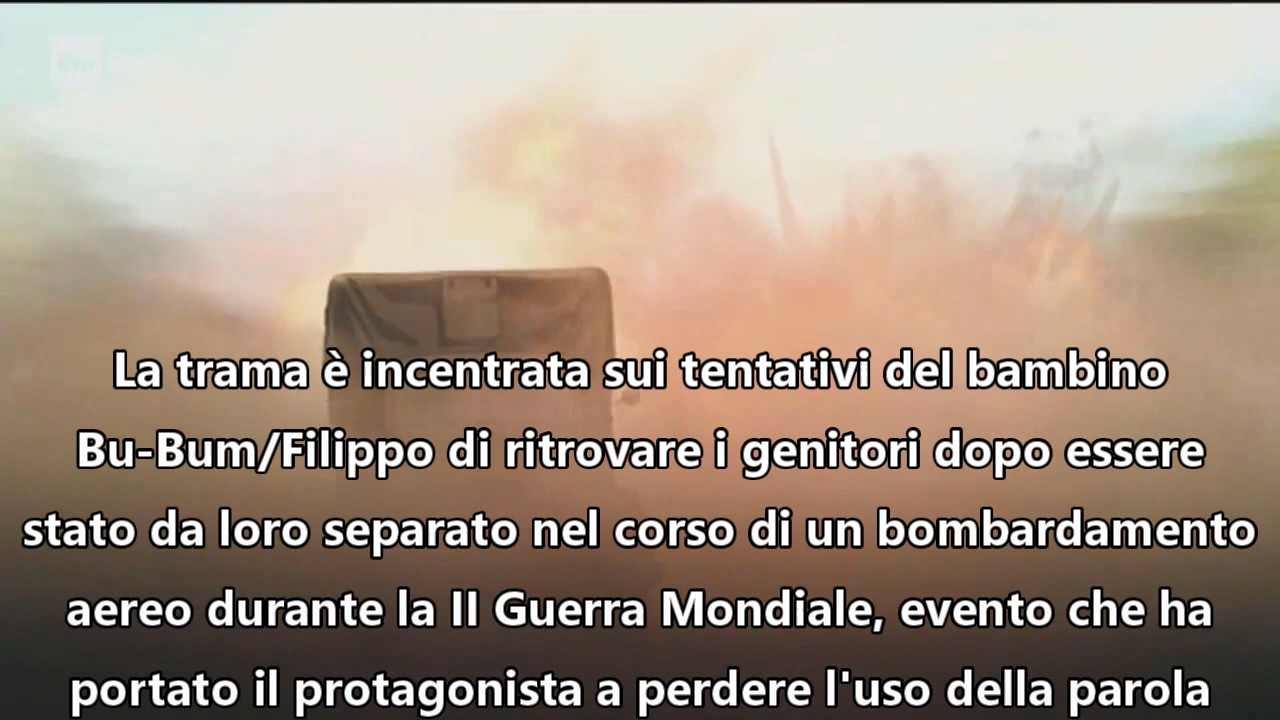 La trama è incentrata sui tentativi del bambino
Bu-Bum/Filippo di ritrovare i genitori dopo essere
stato da loro separato nel corso di un bombardamento
aereo durante la II Guerra Mondiale, evento che ha
portato il protagonista a perdere l'uso della parola